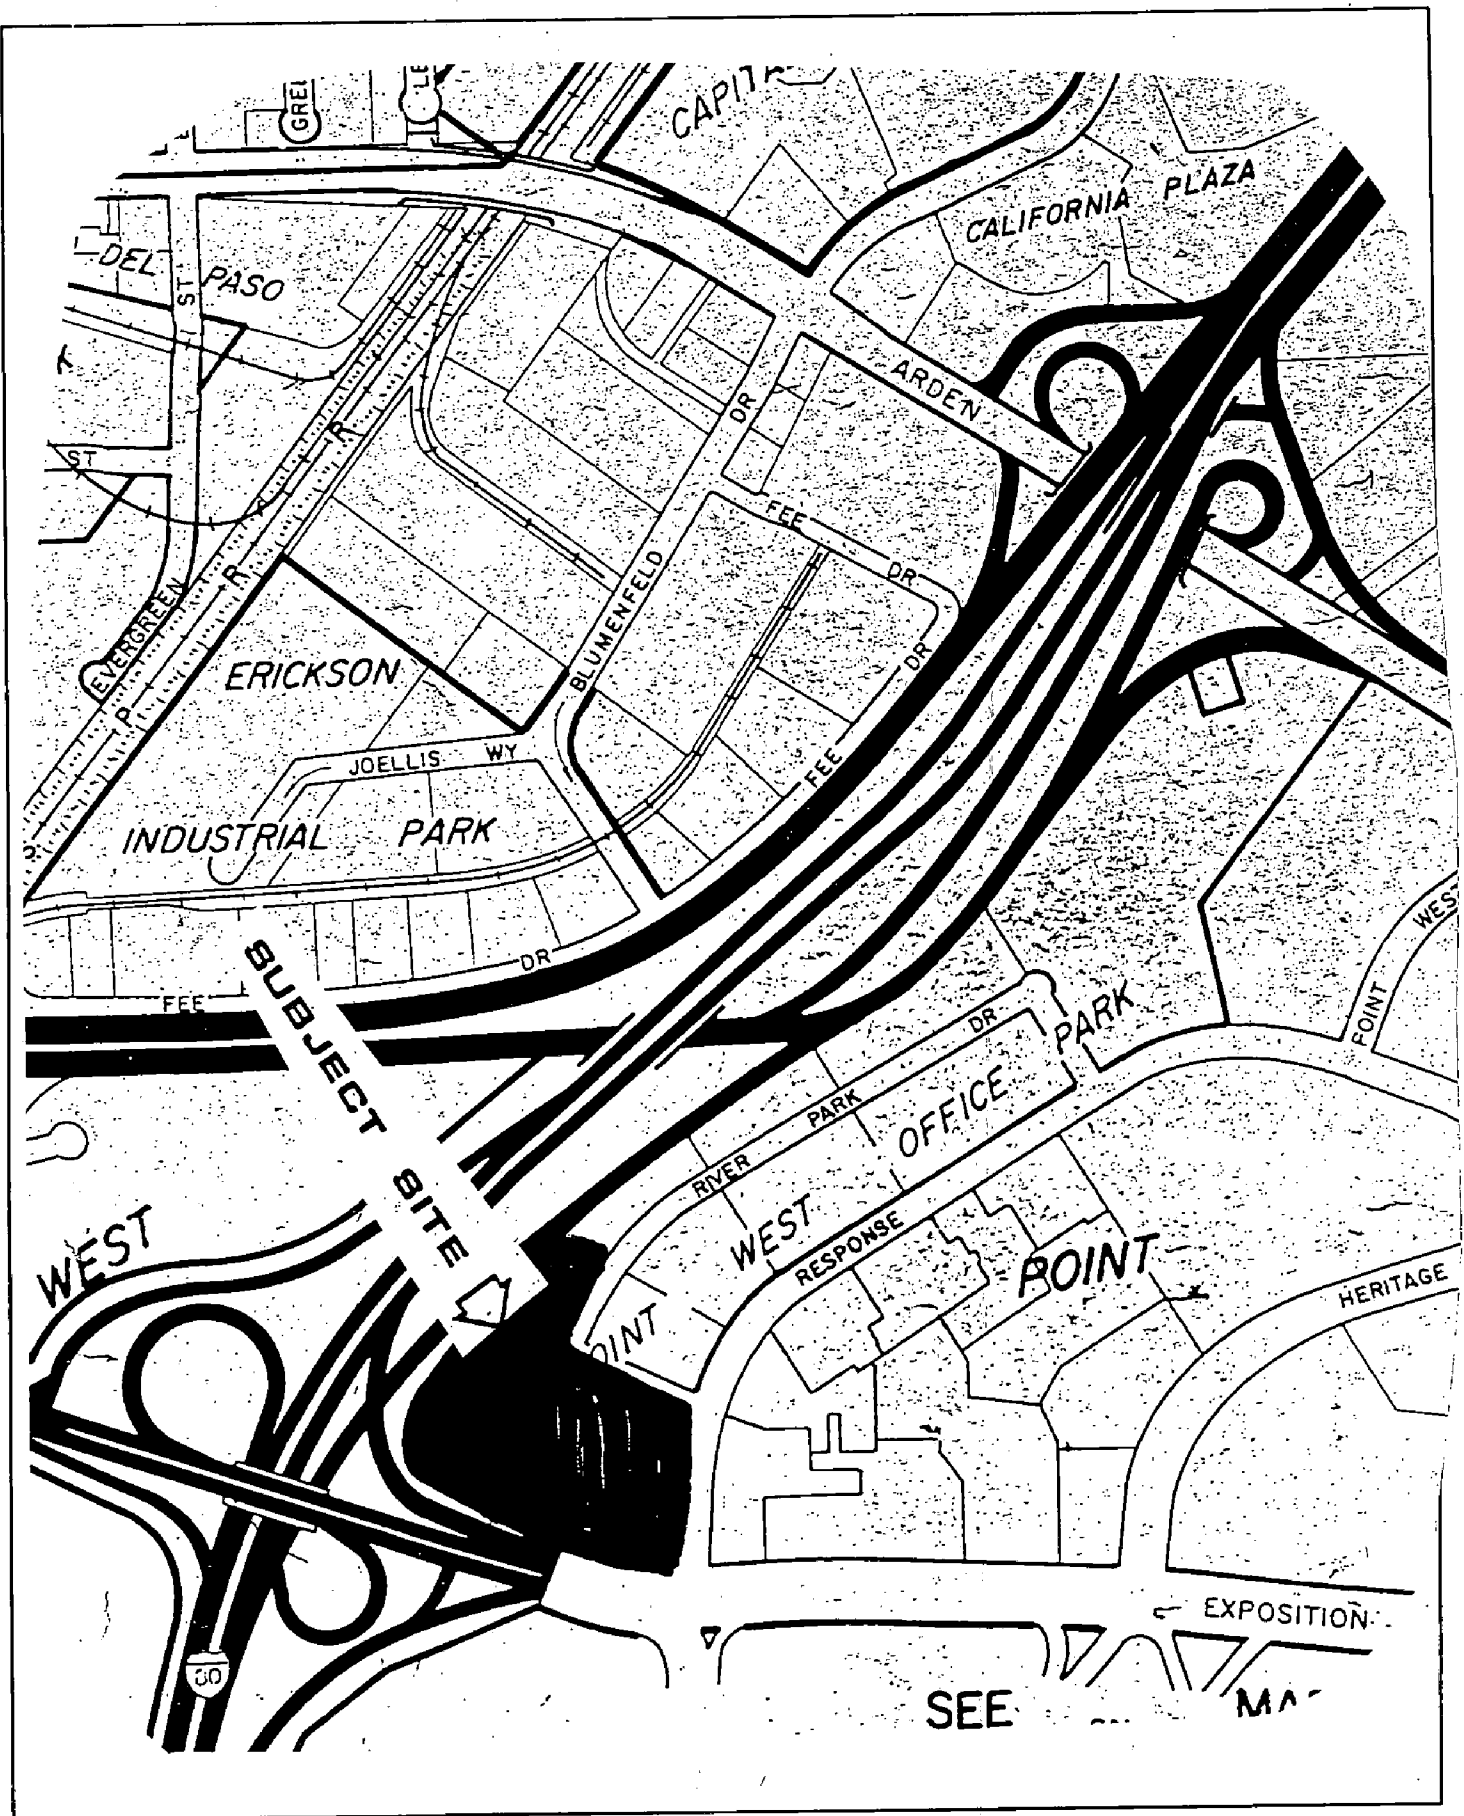 CALIFORNIA PLAZA
DEL PASO
ST
ARDEN
DR
ST
FEE
DR
R
R
EVERGREEN
BLUMENFELD
DR
ERICKSON
P
JOELLIS WY
FEE
INDUSTRIAL PARK
WEST
DR
FEE
SUBJECT SITE
POINT
DR
PARK
PARK
OFFICE
RIVER
WEST
WEST
RESPONSE
POINT
HERITAGE
OINT
EXPOSITION
80
SEE